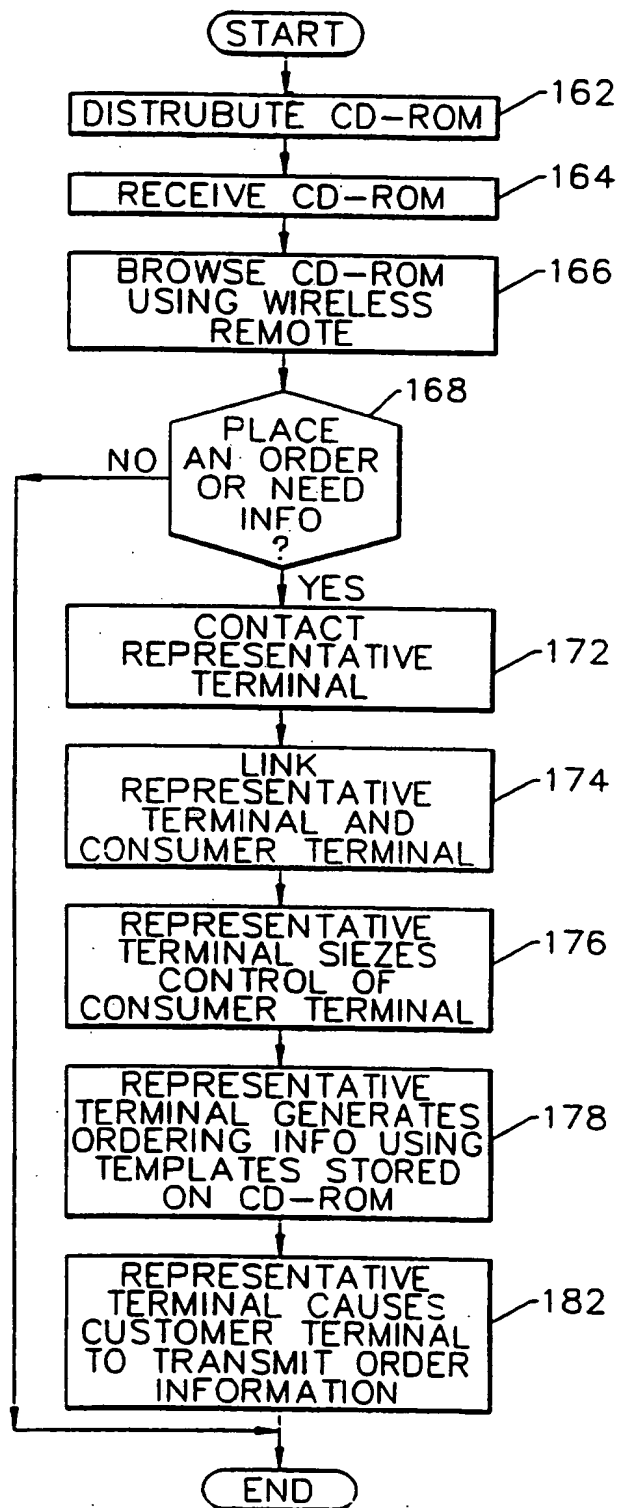 START
DISTRUBUTE CD-ROM
162
RECEIVE CD-ROM
164
BROWSE CD-ROM
USING WIRELESS
REMOTE
166
168
PLACE
AN ORDER
OR NEED
INFO
?
NO
YES
CONTACT
REPRESENTATIVE
TERMINAL
172
LINK
REPRESENTATIVE
TERMINAL AND
CONSUMER TERMINAL
174
REPRESENTATIVE
TERMINAL SIEZES
CONTROL OF
CONSUMER TERMINAL
176
REPRESENTATIVE
TERMINAL GENERATES
ORDERING INFO USING
TEMPLATES STORED
ON CD-ROM
178
REPRESENTATIVE
TERMINAL CAUSES
CUSTOMER TERMINAL
TO TRANSMIT ORDER
INFORMATION
182
END